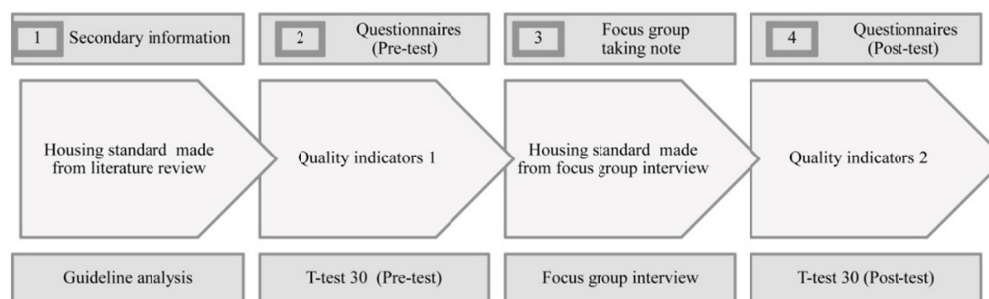 1 Secondary information
2 Questionnaires
(Pre-test)
3 Focus group
taking note
4 Questionnaires
(Post-test)
Housing standard made
from literature review
Quality indicators 1
Housing standard made
from focus group interview
Quality indicators 2
Guideline analysis
T-test 30 (Pre-test)
Focus group interview
T-test 30 (Post-test)